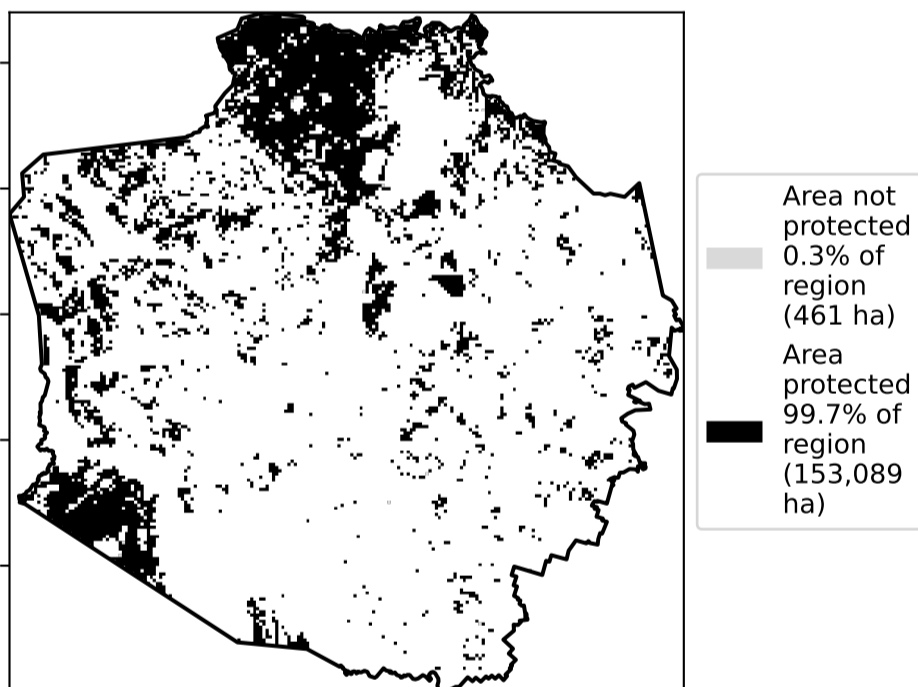 Area not
protected
0.3% of
region
(461 ha)
Area
protected
99.7% of
region
(153,089
ha)